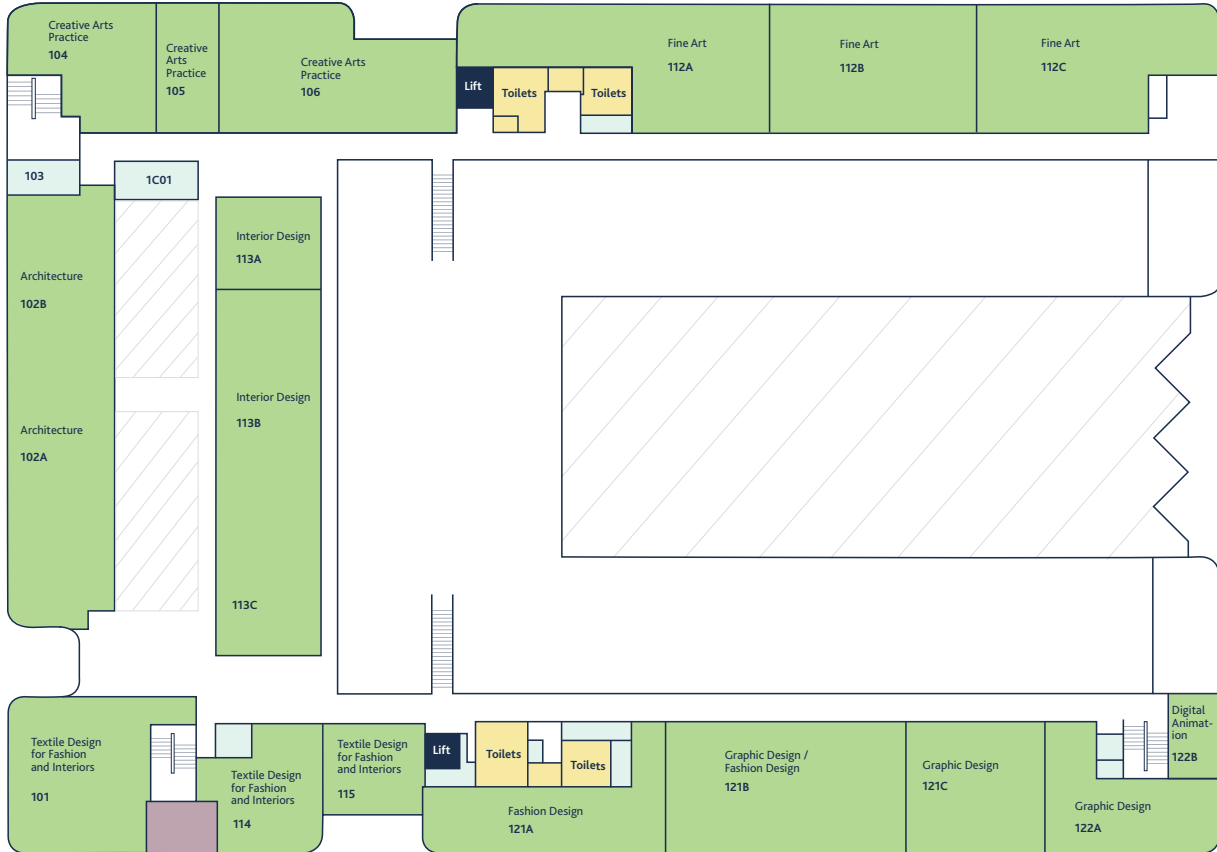 Creative Arts
Practice
104
Creative
Arts
Practice
105
Creative Arts
Practice
106
Lift
Toilets
Toilets
Fine Art
112A
Fine Art
112B
Fine Art
112C
103
1C01
Architecture
102B
Architecture
102A
Interior Design
113A
Interior Design
113B
113C
Textile Design
for Fashion
and Interiors
101
Textile Design
for Fashion
and Interiors
114
Textile Design
for Fashion
and Interiors
115
Lift
Toilets
Toilets
Fashion Design
121A
Graphic Design /
Fashion Design
121B
Graphic Design
121C
Graphic Design
122A
Digital
Animat-
ion
122B